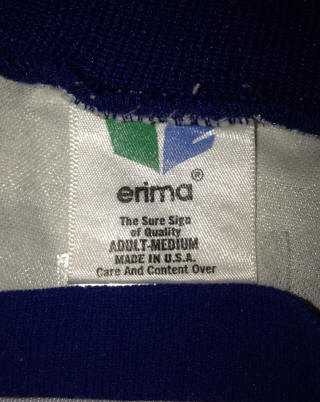 erima®
The Sure Sign
of Quality
ADULT-MEDIUM
MADE IN U.S.A.
Care And Content Over